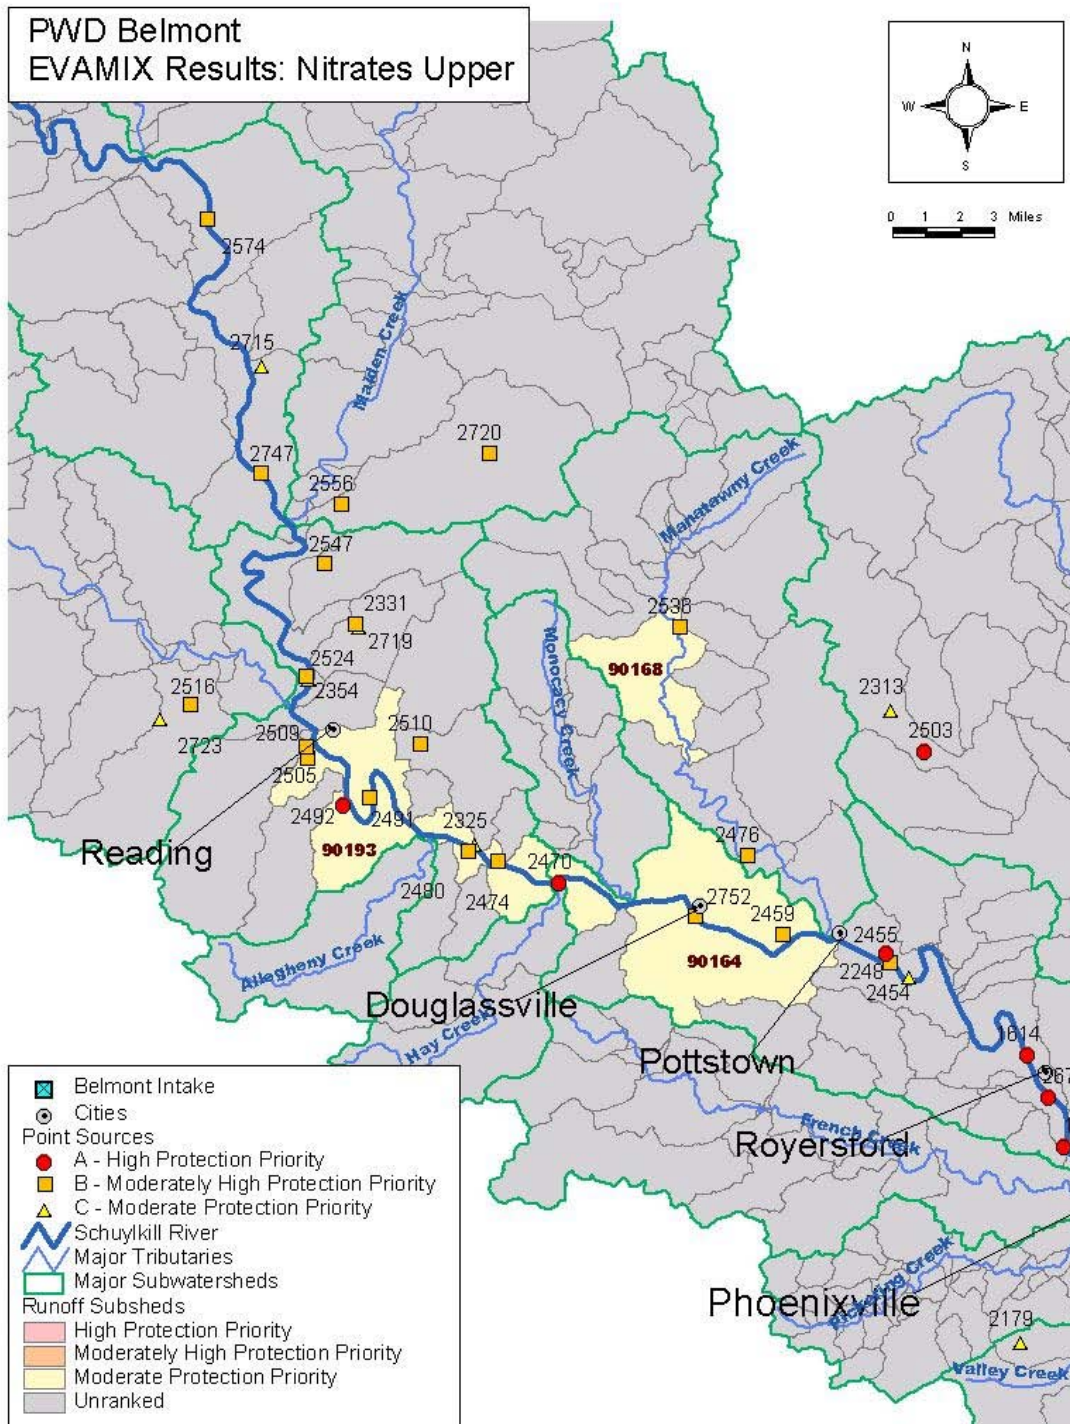 PWD Belmont
EVAMIX Results: Nitrates Upper
N
W
E
S
0 1 2 3 Miles
2574
2715
Maiden Creek
2747
2720
2556
Manatawny Creek
2547
2331
2719
2538
Monocacy Creek
90168
2524
2354
2516
2723
2313
2503
2509
2510
2505
2492
2491
Reading
90193
2325
2476
2480
2474
2470
2752
2459
2455
2248
2454
90164
Allegheny Creek
Douglassville
Hay Creek
Pottstown
1614
267
Royersford
French Creek
Phoenixville
Pickering Creek
2179
Valley Creek
Belmont Intake
Cities
Point Sources
A - High Protection Priority
B - Moderately High Protection Priority
C - Moderate Protection Priority
Schuylkill River
Major Tributaries
Major Subwatersheds
Runoff Subsheds
High Protection Priority
Moderately High Protection Priority
Moderate Protection Priority
Unranked